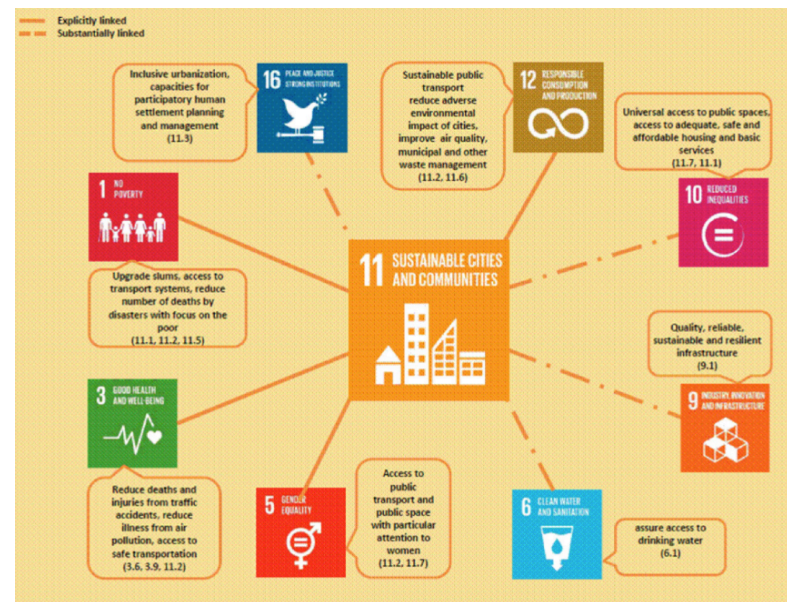 Explicitly linked
Substantially linked
Inclusive urbanization,
capacities for
participatory human
settlement planning
and management
(11.3)
16 PEACE AND JUSTICE
STRONG INSTITUTIONS
Sustainable public
transport
reduce adverse
environmental
impact of cities,
improve air quality,
municipal and other
waste management
(11.2, 11.6)
12 RESPONSIBLE
CONSUMPTION
AND PRODUCTION
Universal access to public spaces,
access to adequate, safe and
affordable housing and basic
services
(11.7, 11.1)
10 REDUCED
INEQUALITIES
1 NO
POVERTY
Upgrade slums, access to
transport systems, reduce
number of deaths by
disasters with focus on the
poor
(11.1, 11.2, 11.5)
11 SUSTAINABLE CITIES
AND COMMUNITIES
Quality, reliable,
sustainable and resilient
infrastructure
(9.1)
9 INDUSTRY, INNOVATION
AND INFRASTRUCTURE
3 GOOD HEALTH
AND WELL-BEING
Reduce deaths and
injuries from traffic
accidents, reduce
illness from air
pollution, access to
safe transportation
(3.6, 3.9, 11.2)
5 GENDER
EQUALITY
Access to
public
transport and
public space
with particular
attention to
women
(11.2, 11.7)
6 CLEAN WATER
AND SANITATION
assure access to
drinking water
(6.1)